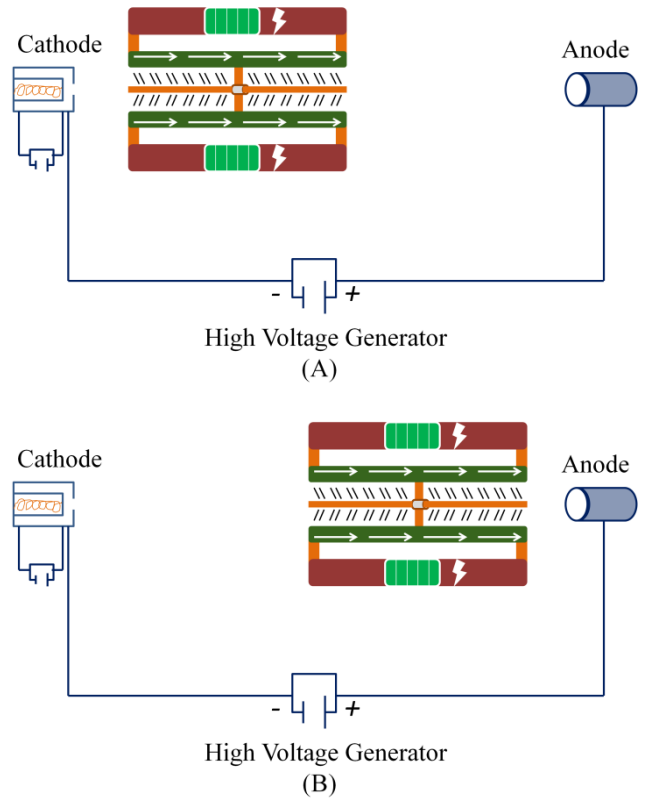 Cathode
Anode
- +
High Voltage Generator
(A)
Cathode
Anode
- +
High Voltage Generator
(B)